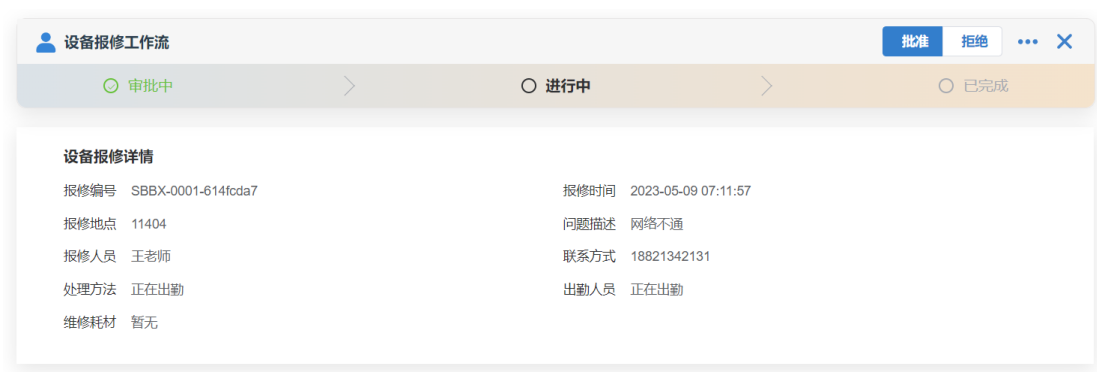 设备报修工作流 批准 拒绝
审批中 进行中 已完成
设备报修详情
报修编号 SBBX-0001-614fcda7 报修时间 2023-05-09 07:11:57
报修地点 11404 问题描述 网络不通
报修人员 王老师 联系方式 18821342131
处理方法 正在出勤 出勤人员 正在出勤
维修耗材 暂无